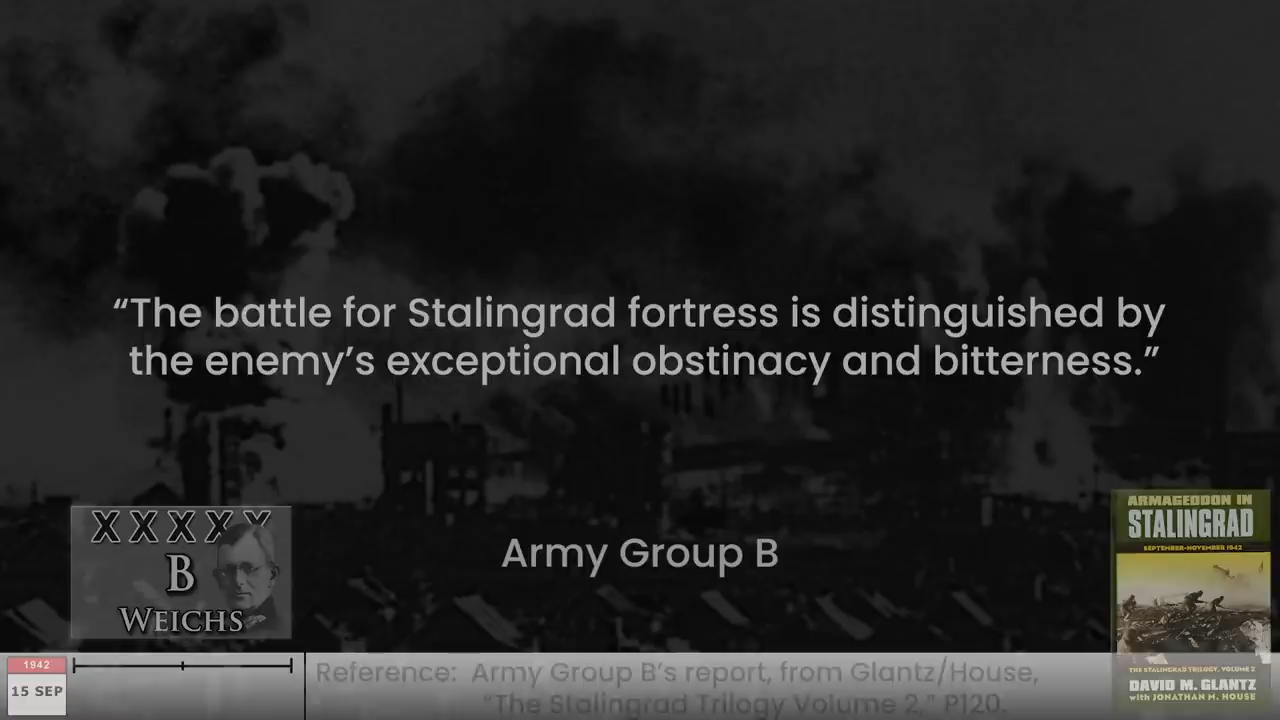 “The battle for Stalingrad fortress is distinguished by
the enemy’s exceptional obstinacy and bitterness.”
Army Group B
XXXXX
B
WEICHS
ARMAGEDDON IN
STALINGRAD
SEPTEMBER-NOVEMBER 1942
THE STALINGRAD TRILOGY, VOLUME 2
DAVID M. GLANTZ
with JONATHAN M. HOUSE
1942
15 SEP
Reference: Army Group B’s report, from Glantz/House,
“The Stalingrad Trilogy Volume 2,” P120.